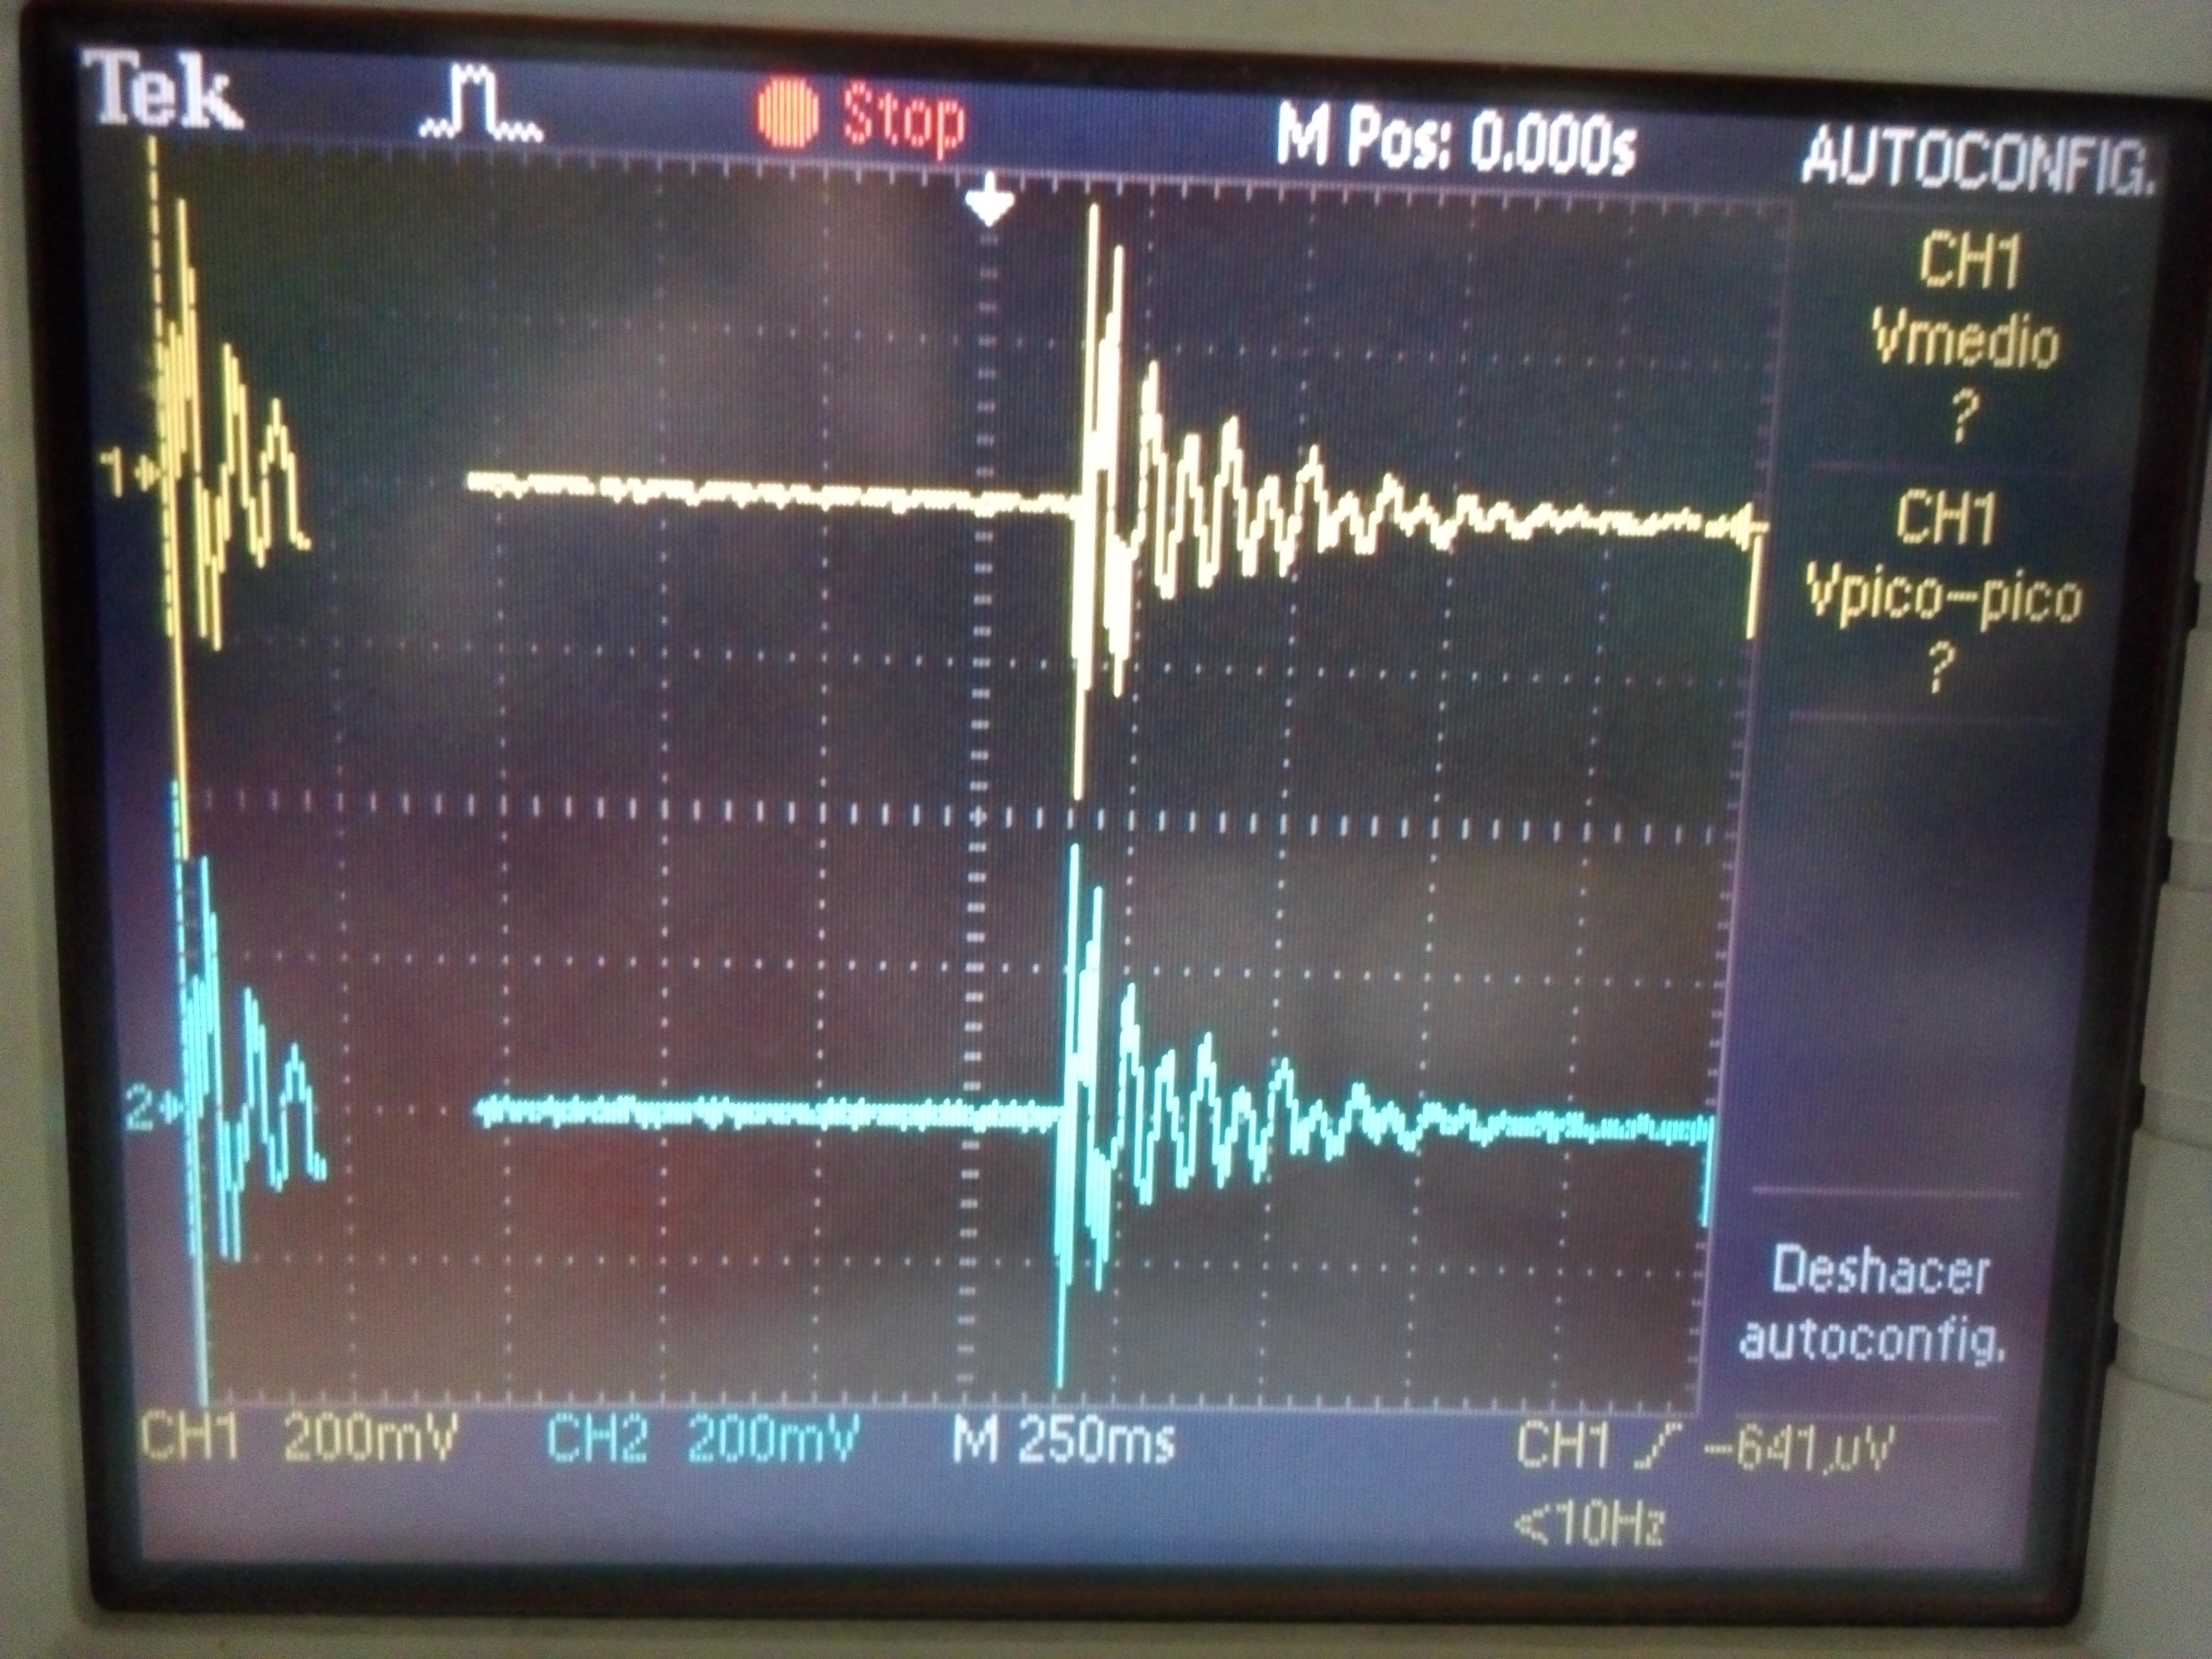 Tek Stop M Pos: 0.000s AUTOCONFIG.
CH1
Vmedio
?
1
CH1
Vpico-pico
?
2
Deshacer
autoconfig.
CH1 200mV CH2 200mV M 250ms CH1 -641µV
<10Hz